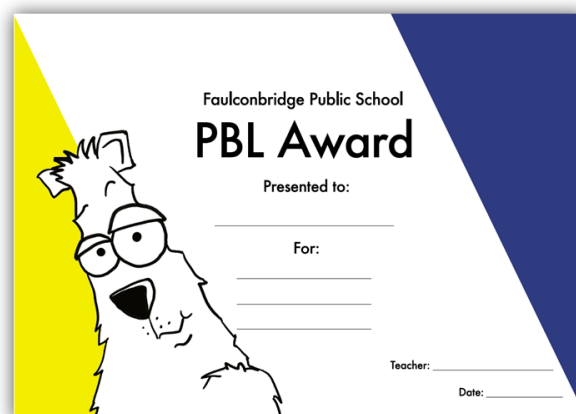 Faulconbridge Public School
PBL Award
Presented to:
For:
Teacher:
Date: